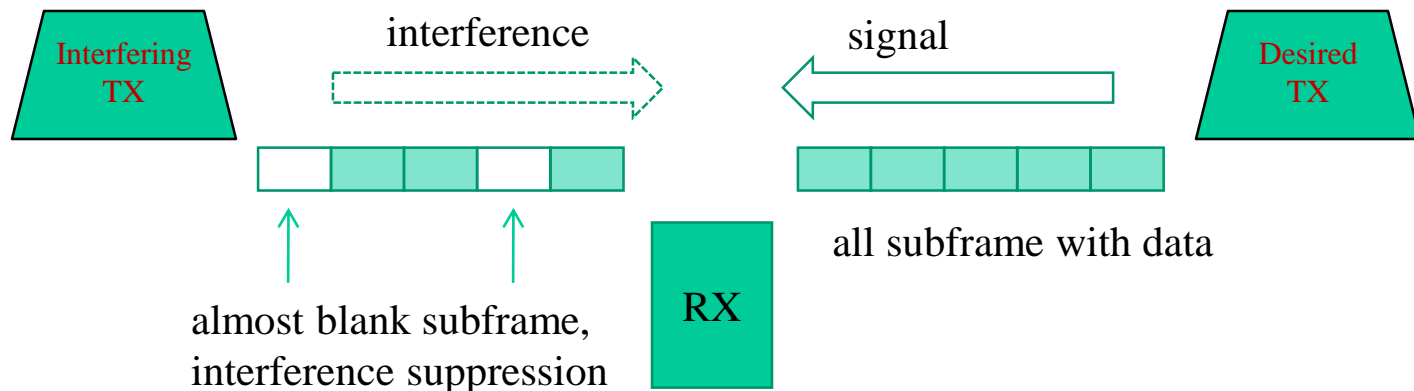 interference
signal
Interfering
TX
Desired
TX
all subframe with data
RX
almost blank subframe,
interference suppression